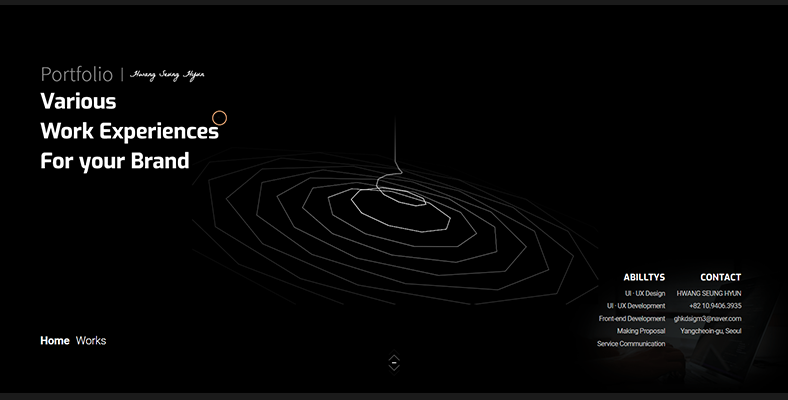 Portfolio | Hwang Seung Hyun
Various
Work Experiences
For your Brand
ABILLTYS
UI · UX Design
UI · UX Development
Front-end Development
Making Proposal
Service Communication
CONTACT
HWANG SEUNG HYUN
+82 10.9406.3935
ghkdsigm3@naver.com
Yangcheoin-gu, Seoul
Home Works